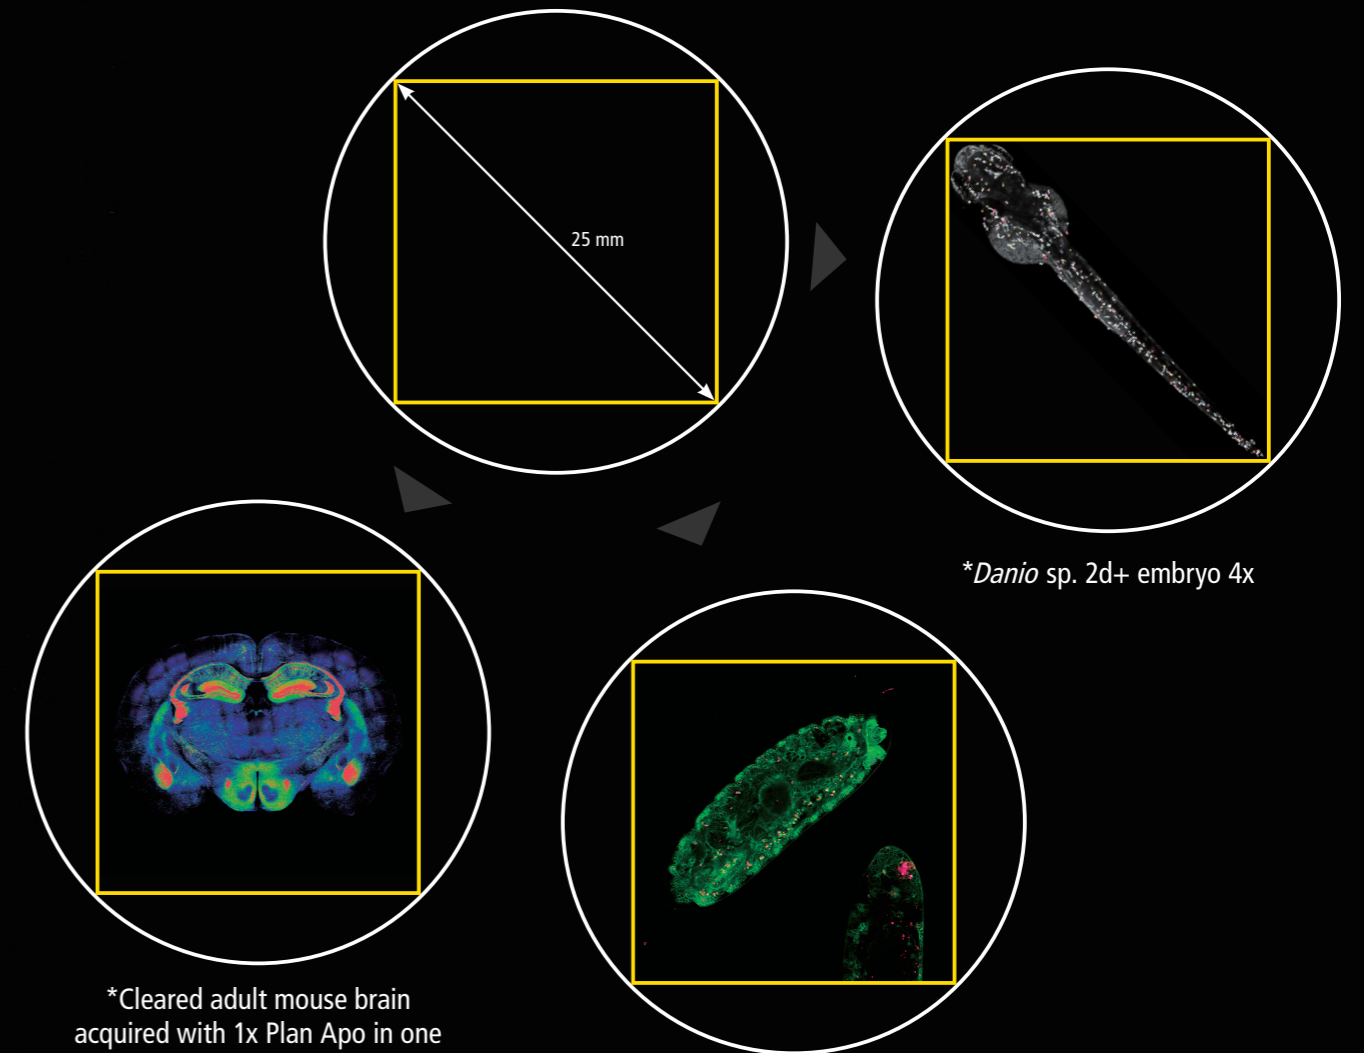 25 mm
*Danio sp. 2d+ embryo 4x
*Cleared adult mouse brain
acquired with 1x Plan Apo in one